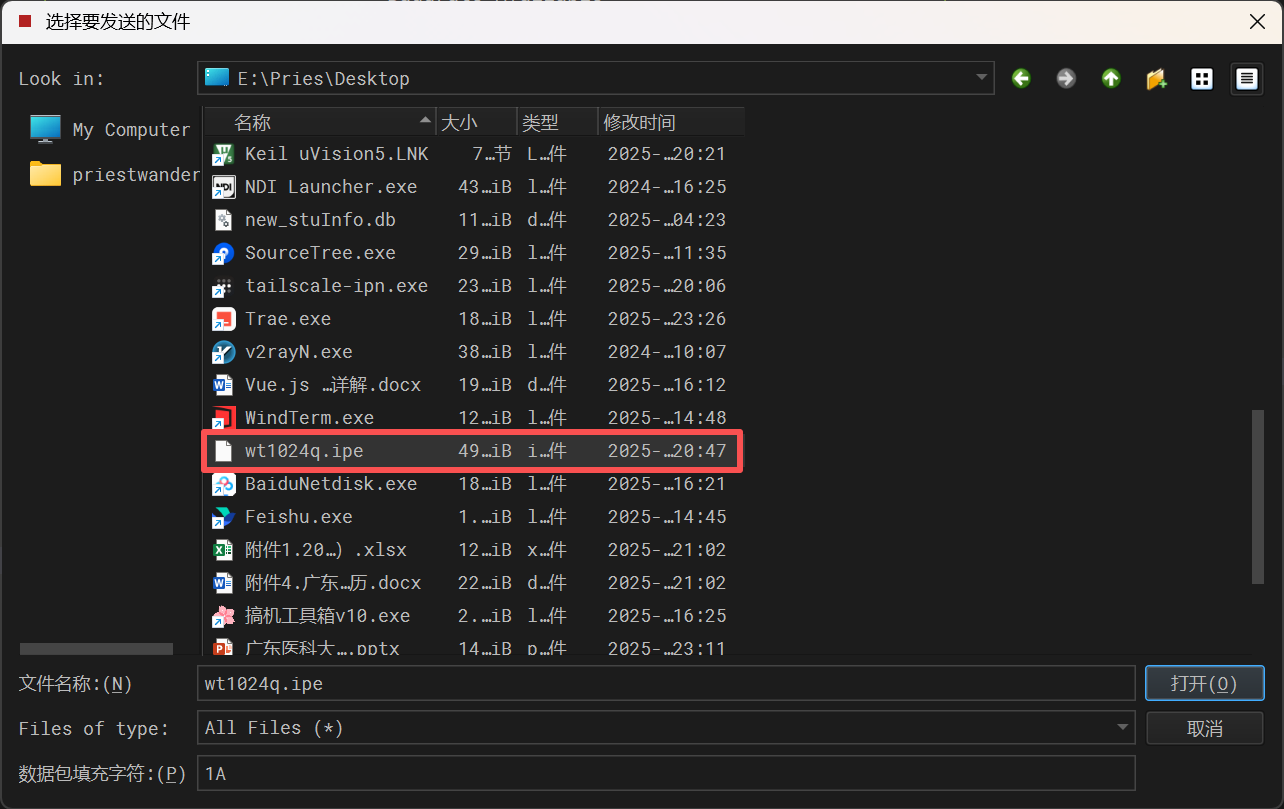 选择要发送的文件
Look in: E:\Pries\Desktop
My Computer
priestwander
名称 大小 类型 修改时间
Keil uVision5.LNK 7…节 L…件 2025-…20:21
NDI Launcher.exe 43…iB l…件 2024-…16:25
new_stuInfo.db 11…iB d…件 2025-…04:23
SourceTree.exe 29…iB l…件 2025-…11:35
tailscale-ipn.exe 23…iB l…件 2025-…20:06
Trae.exe 18…iB l…件 2025-…23:26
v2rayN.exe 38…iB l…件 2024-…10:07
Vue.js …详解.docx 19…iB d…件 2025-…16:12
WindTerm.exe 12…iB l…件 2025-…14:48
wt1024q.ipe 49…iB i…件 2025-…20:47
BaiduNetdisk.exe 18…iB l…件 2025-…16:21
Feishu.exe 1.…iB l…件 2025-…14:45
附件1.20…）.xlsx 12…iB x…件 2025-…21:02
附件4.广东…历.docx 22…iB d…件 2025-…21:02
搞机工具箱v10.exe 2.…iB l…件 2025-…16:25
广东医科大….pptx 14…iB p…件 2025-…23:11
文件名称:(N) wt1024q.ipe 打开(O)
Files of type: All Files (*) 取消
数据包填充字符:(P) 1A